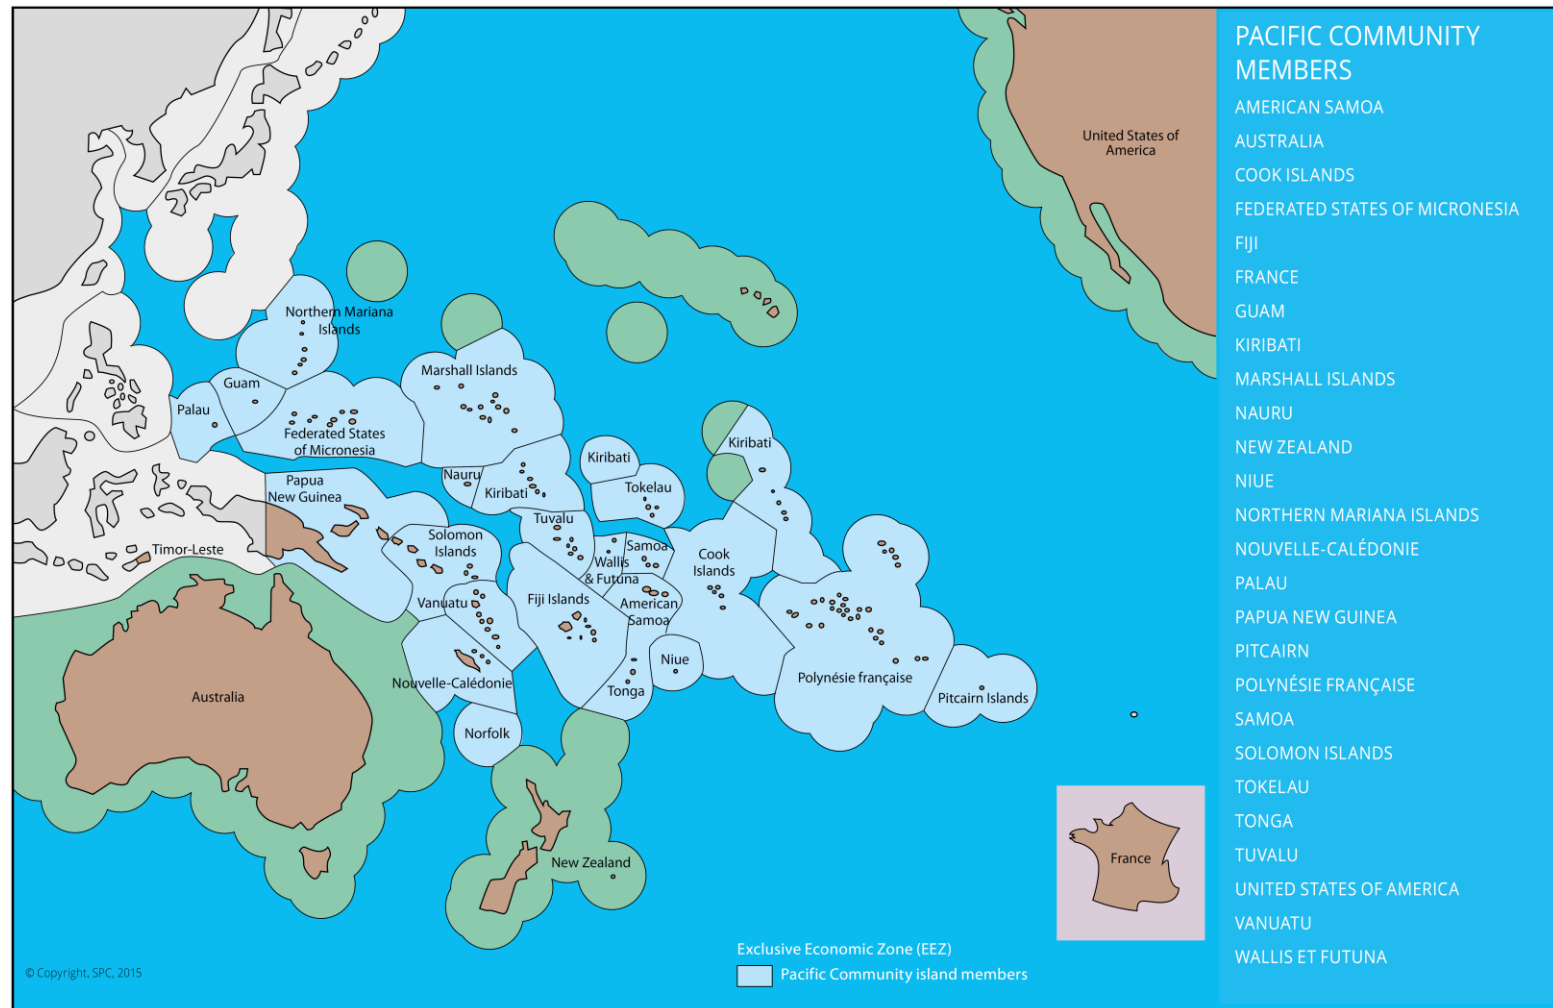 PACIFIC COMMUNITY
MEMBERS
AMERICAN SAMOA
AUSTRALIA
COOK ISLANDS
FEDERATED STATES OF MICRONESIA
FIJI
FRANCE
GUAM
KIRIBATI
MARSHALL ISLANDS
NAURU
NEW ZEALAND
NIUE
NORTHERN MARIANA ISLANDS
NOUVELLE-CALÉDONIE
PALAU
PAPUA NEW GUINEA
PITCAIRN
POLYNÉSIE FRANÇAISE
SAMOA
SOLOMON ISLANDS
TOKELAU
TONGA
TUVALU
UNITED STATES OF AMERICA
VANUATU
WALLIS ET FUTUNA
United States of
America
Northern Mariana
Islands
Guam
Palau
Federated States
of Micronesia
Marshall Islands
Kiribati
Kiribati
Nauru
Kiribati
Tokelau
Papua
New Guinea
Tuvalu
Solomon
Islands
Samoa
Wallis
& Futuna
Cook
Islands
Timor-Leste
Vanuatu
Fiji Islands
American
Samoa
Niue
Nouvelle-Calédonie
Tonga
Polynésie française
Pitcairn Islands
Australia
Norfolk
New Zealand
France
Exclusive Economic Zone (EEZ)
Pacific Community island members
© Copyright, SPC, 2015